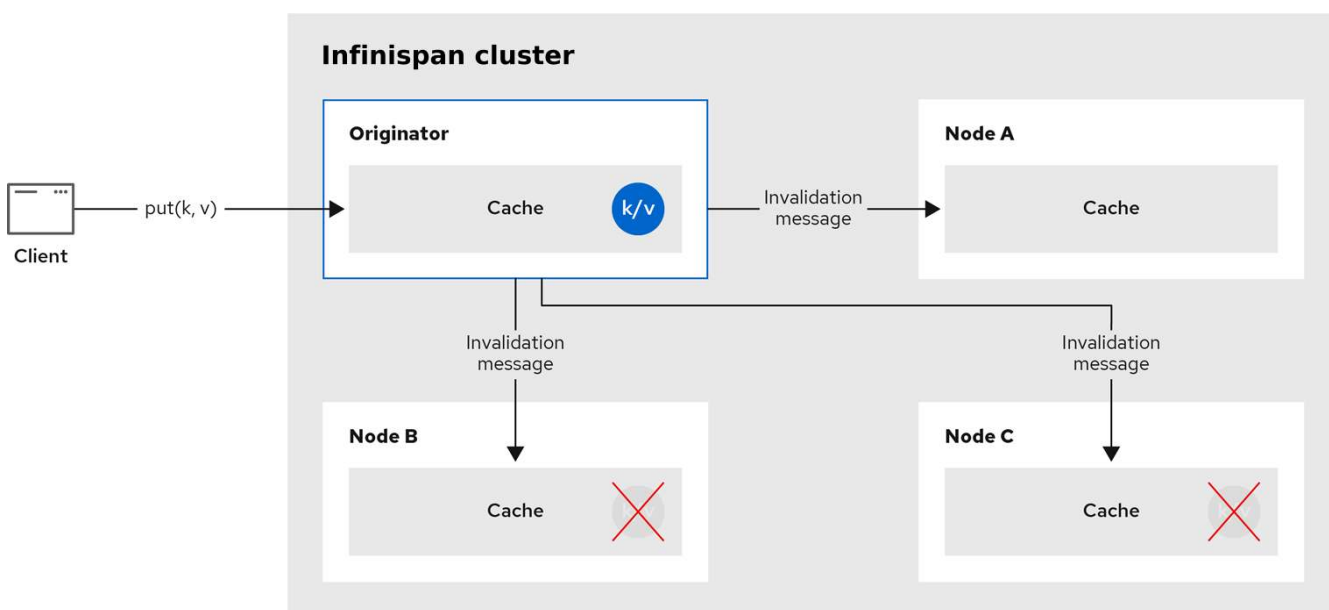 Infinispan cluster
Originator
Node A
Cache
k/v
Invalidation
message
Cache
put(k, v)
Client
Invalidation
message
Invalidation
message
Node B
Node C
Cache
Cache